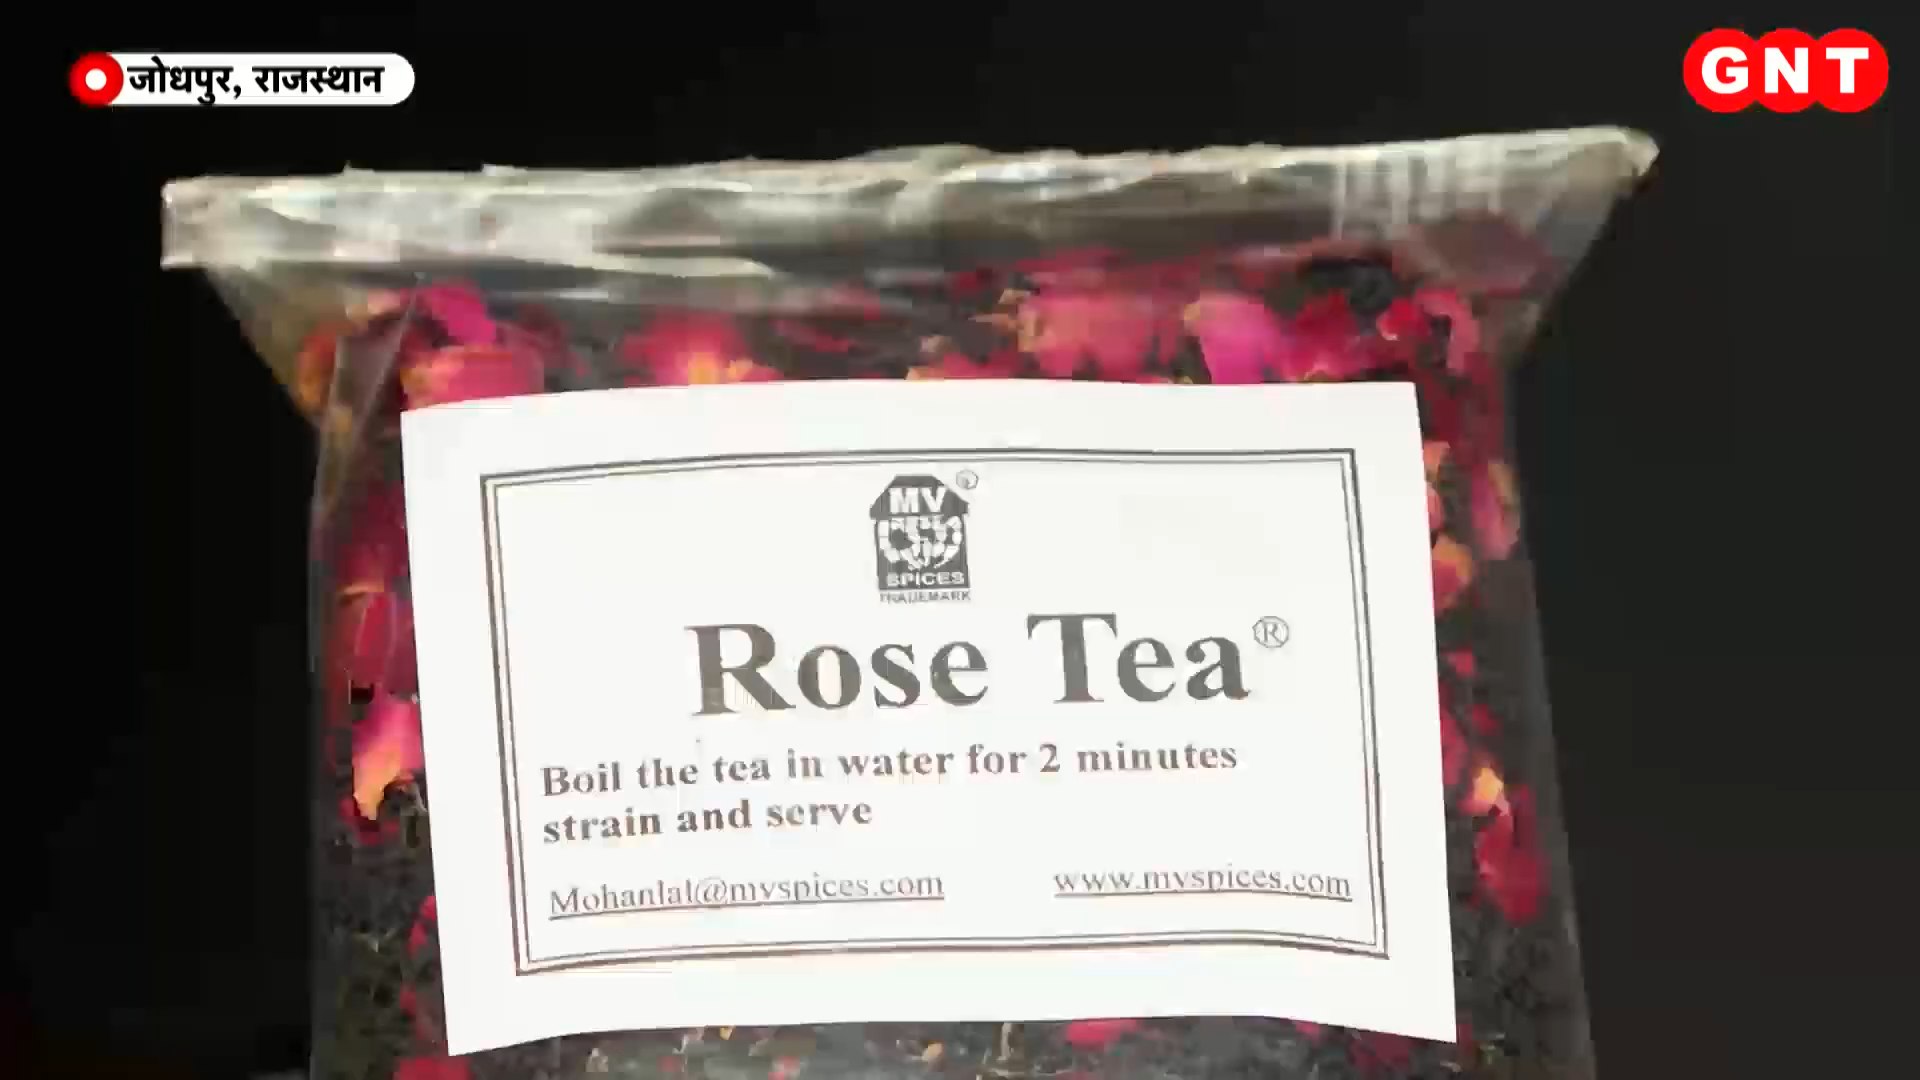 जोधपुर, राजस्थान
GNT
MV
SPICES
TRADEMARK
Rose Tea®
Boil the tea in water for 2 minutes
strain and serve
Mohanlal@mvspices.com www.mvspices.com